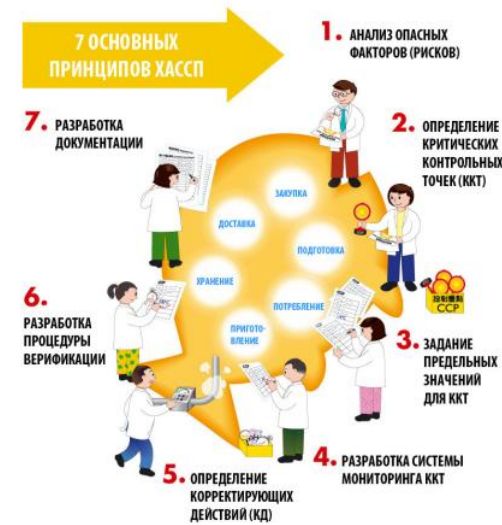 7 ОСНОВНЫХ
ПРИНЦИПОВ ХАССП
1. АНАЛИЗ ОПАСНЫХ
ФАКТОРОВ (РИСКОВ)
2. ОПРЕДЕЛЕНИЕ
КРИТИЧЕСКИХ
КОНТРОЛЬНЫХ
ТОЧЕК (ККТ)
3. ЗАДАНИЕ
ПРЕДЕЛЬНЫХ
ЗНАЧЕНИЙ
ДЛЯ ККТ
4. РАЗРАБОТКА СИСТЕМЫ
МОНИТОРИНГА ККТ
5. ОПРЕДЕЛЕНИЕ
КОРРЕКТИРУЮЩИХ
ДЕЙСТВИЙ (КД)
6.
РАЗРАБОТКА
ПРОЦЕДУРЫ
ВЕРИФИКАЦИИ
7. РАЗРАБОТКА
ДОКУМЕНТАЦИИ
ЗАКУПКА
ПОДГОТОВКА
ПОТРЕБЛЕНИЕ
ПРИГОТО-
ВЛЕНИЕ
ХРАНЕНИЕ
ДОСТАВКА
CCP